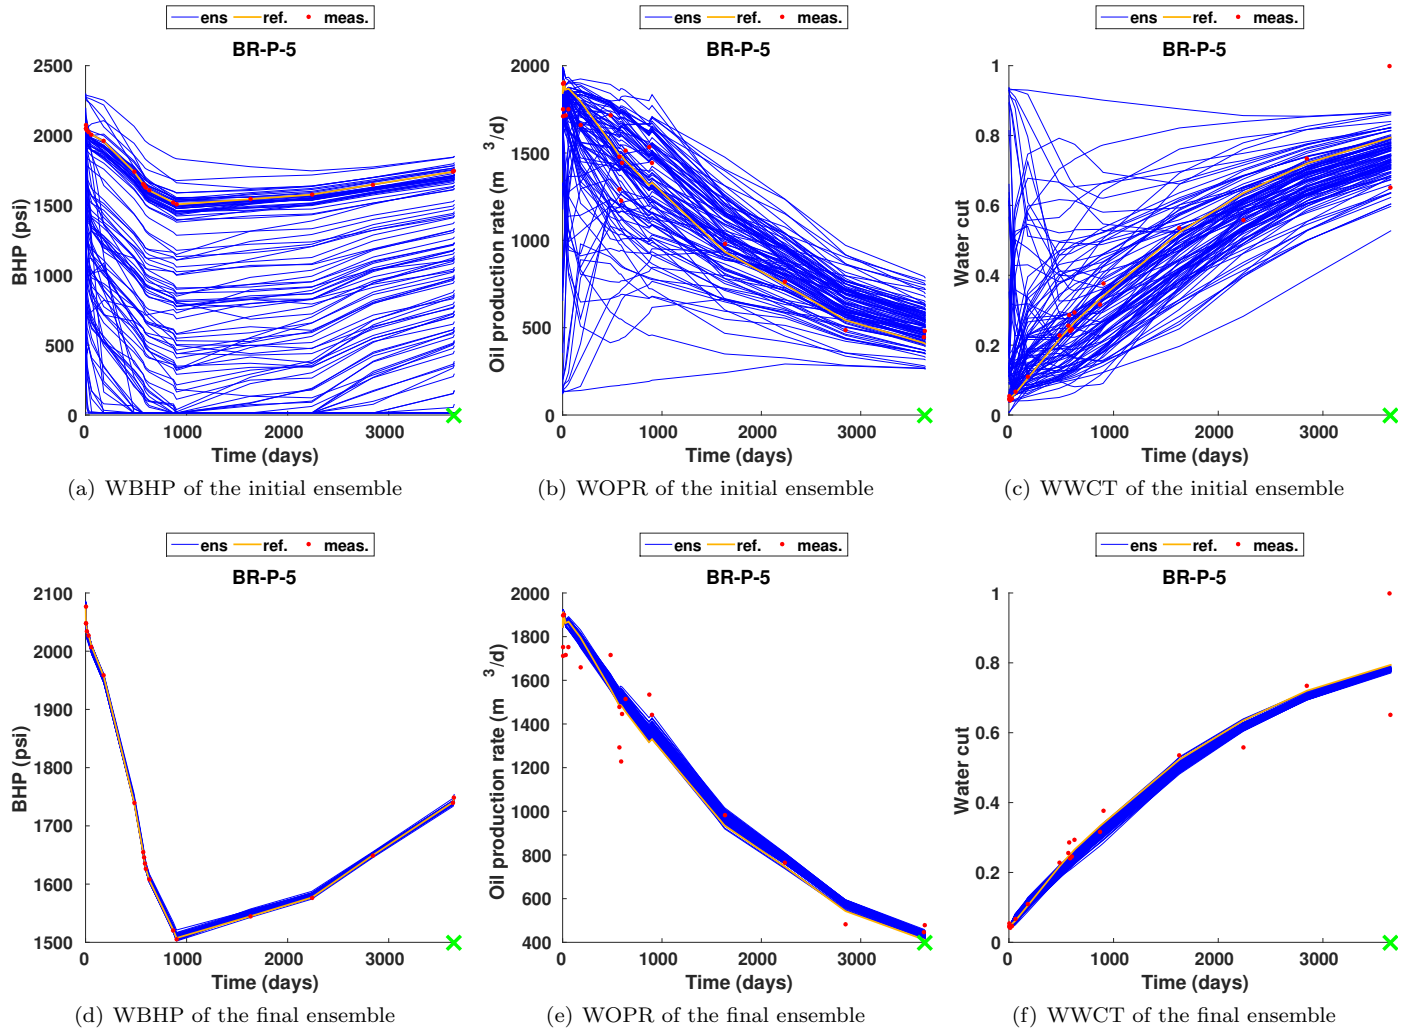 ens ref. meas.
BR-P-5
2500
2000
1500
1000
500
0
BHP (psi)
0 1000 2000 3000
Time (days)
(a) WBHP of the initial ensemble
ens ref. meas.
BR-P-5
2000
1500
1000
500
0
Oil production rate (m 3/d)
0 1000 2000 3000
Time (days)
(b) WOPR of the initial ensemble
ens ref. meas.
BR-P-5
1
0.8
0.6
0.4
0.2
0
Water cut
0 1000 2000 3000
Time (days)
(c) WWCT of the initial ensemble
ens ref. meas.
BR-P-5
2100
2000
1900
1800
1700
1600
1500
BHP (psi)
0 1000 2000 3000
Time (days)
(d) WBHP of the final ensemble
ens ref. meas.
BR-P-5
2000
1800
1600
1400
1200
1000
800
600
400
Oil production rate (m 3/d)
0 1000 2000 3000
Time (days)
(e) WOPR of the final ensemble
ens ref. meas.
BR-P-5
1
0.8
0.6
0.4
0.2
0
Water cut
0 1000 2000 3000
Time (days)
(f) WWCT of the final ensemble